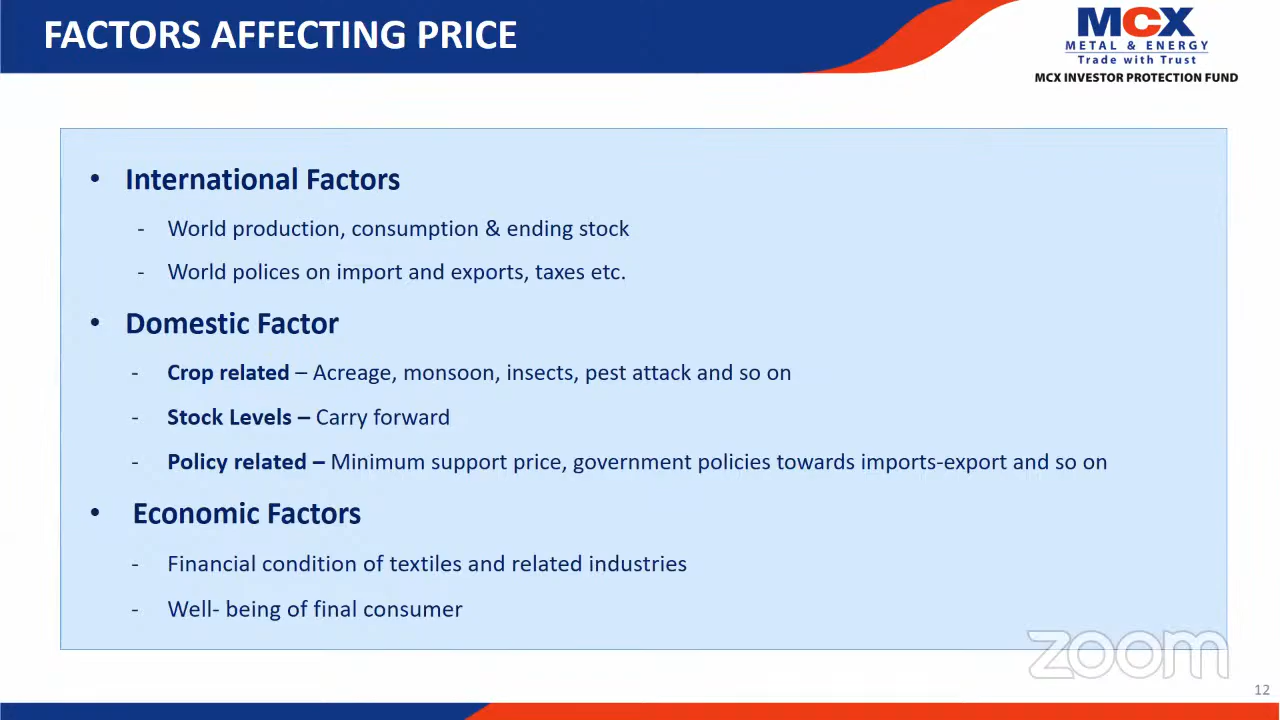 FACTORS AFFECTING PRICE
MCX
METAL & ENERGY
Trade with Trust
MCX INVESTOR PROTECTION FUND
• International Factors
- World production, consumption & ending stock
- World polices on import and exports, taxes etc.
• Domestic Factor
- Crop related – Acreage, monsoon, insects, pest attack and so on
- Stock Levels – Carry forward
- Policy related – Minimum support price, government policies towards imports-export and so on
• Economic Factors
- Financial condition of textiles and related industries
- Well- being of final consumer
zoom
12